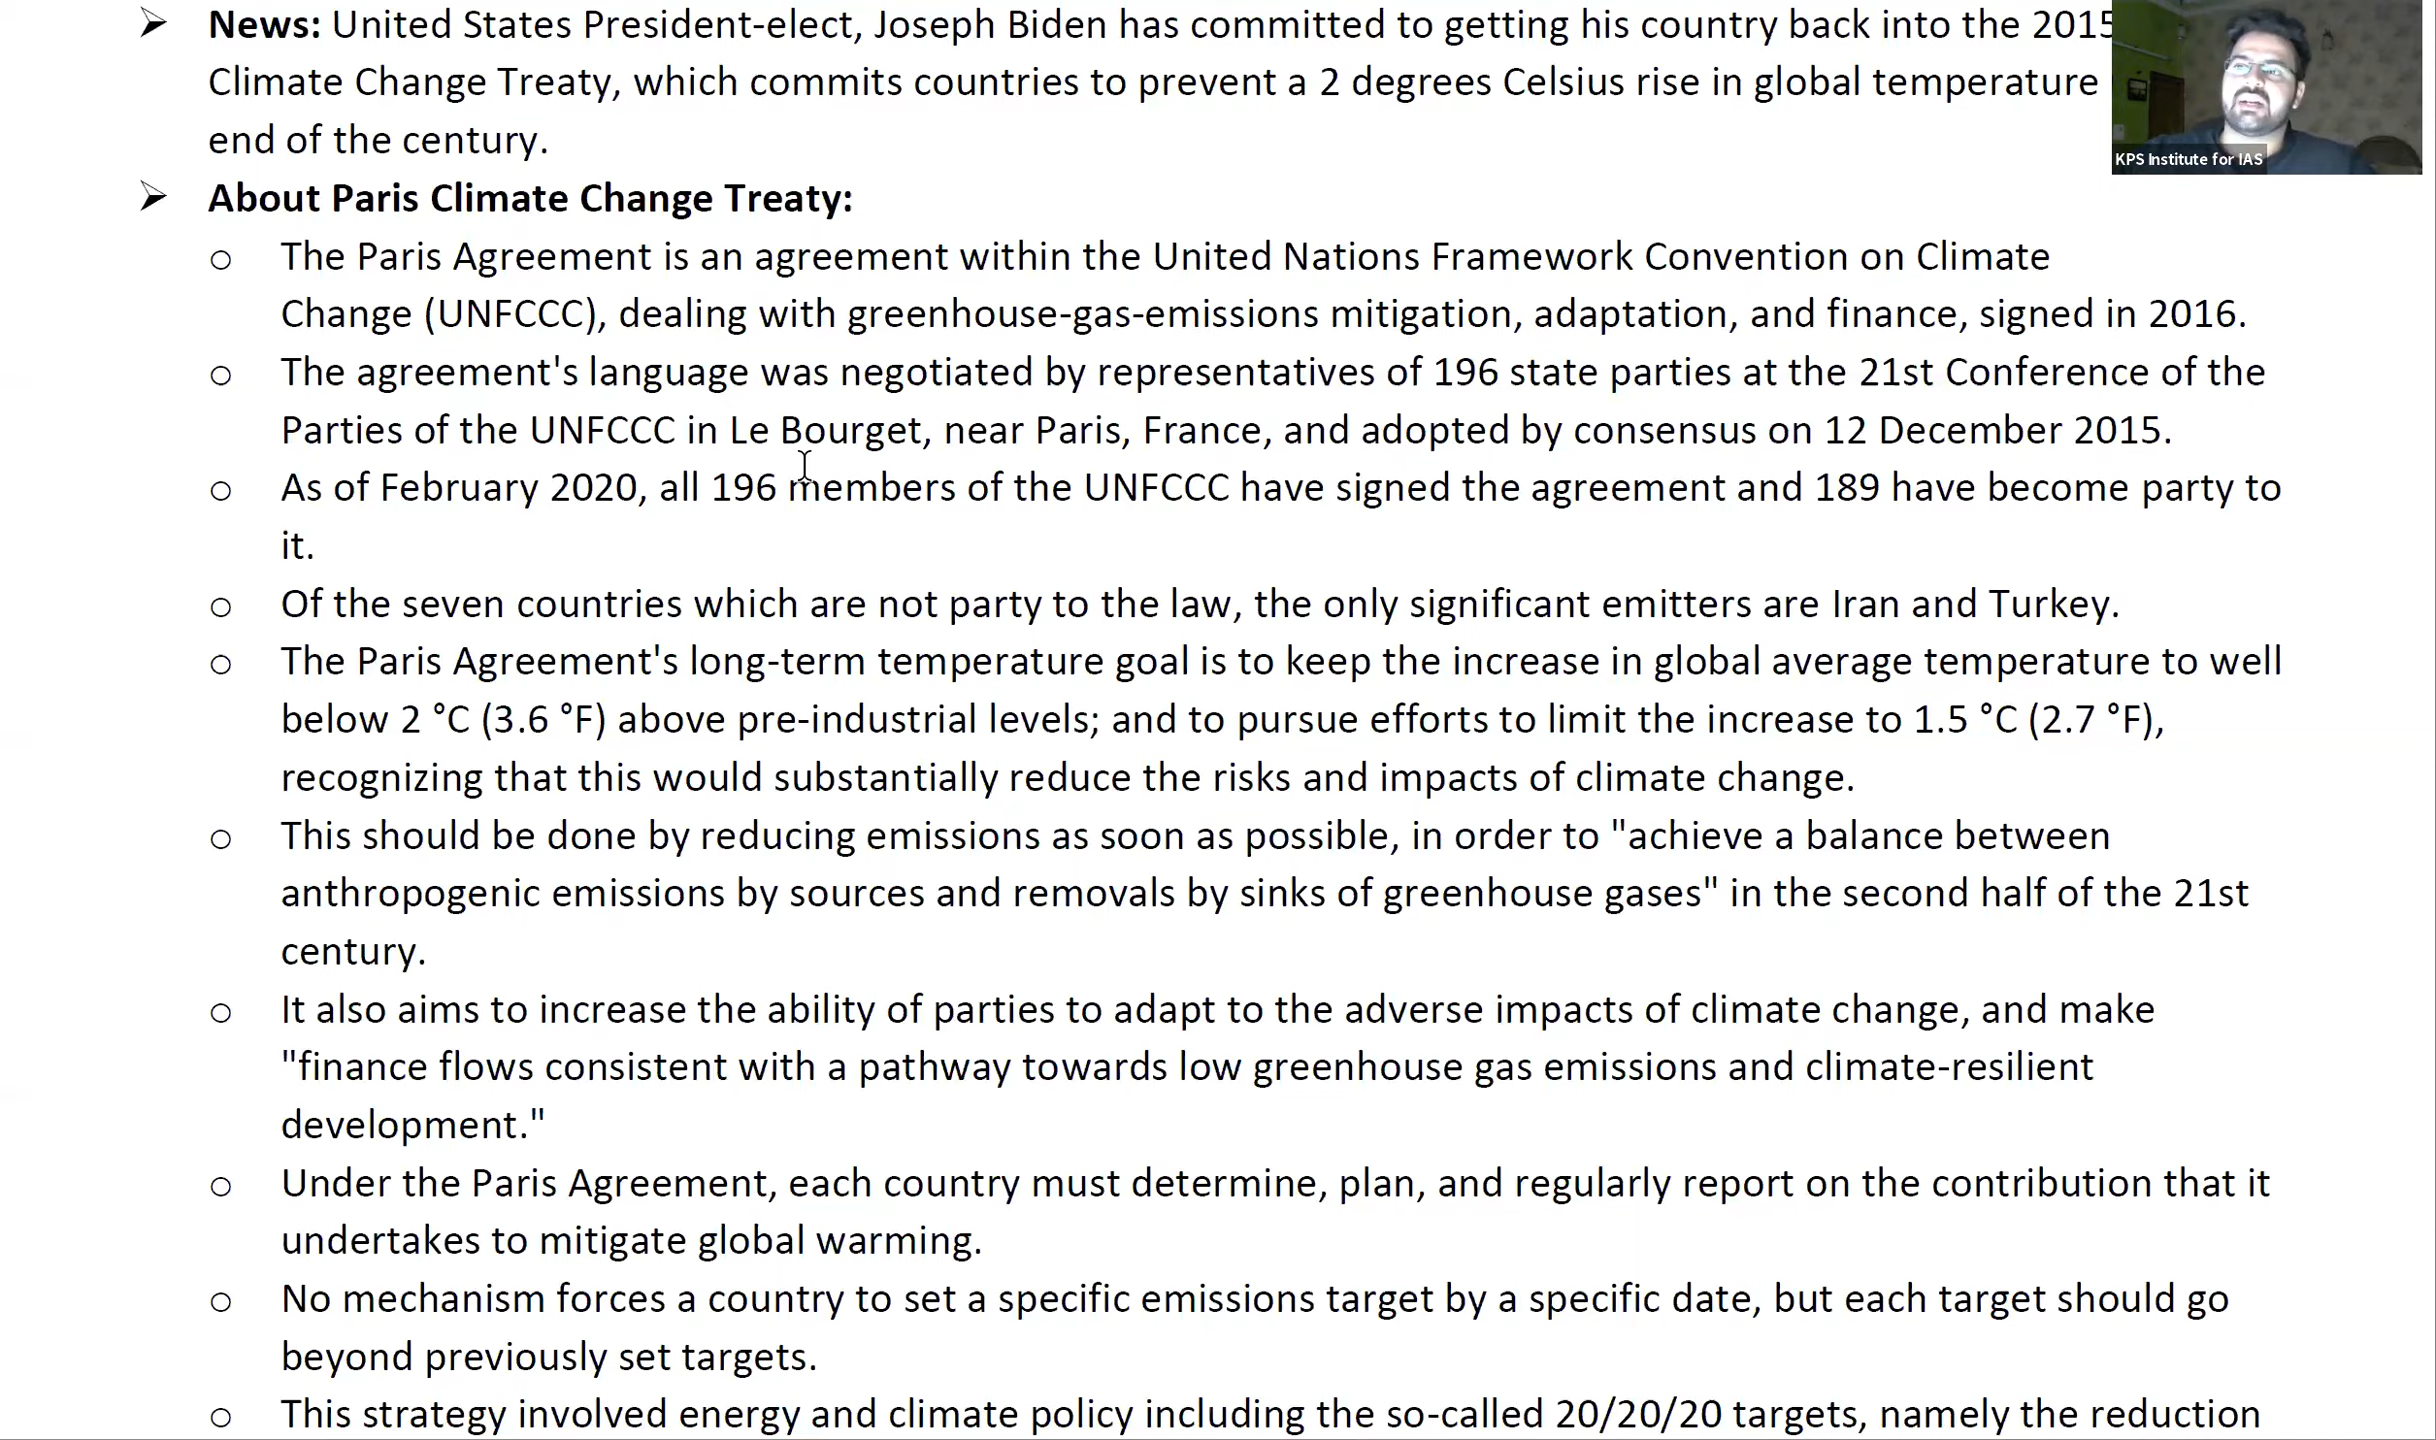 ➢ News: United States President-elect, Joseph Biden has committed to getting his country back into the 2015
Climate Change Treaty, which commits countries to prevent a 2 degrees Celsius rise in global temperature
end of the century.
KPS Institute for IAS
➢ About Paris Climate Change Treaty:
o The Paris Agreement is an agreement within the United Nations Framework Convention on Climate
Change (UNFCCC), dealing with greenhouse-gas-emissions mitigation, adaptation, and finance, signed in 2016.
o The agreement's language was negotiated by representatives of 196 state parties at the 21st Conference of the
Parties of the UNFCCC in Le Bourget, near Paris, France, and adopted by consensus on 12 December 2015.
o As of February 2020, all 196 members of the UNFCCC have signed the agreement and 189 have become party to
it.
o Of the seven countries which are not party to the law, the only significant emitters are Iran and Turkey.
o The Paris Agreement's long-term temperature goal is to keep the increase in global average temperature to well
below 2 °C (3.6 °F) above pre-industrial levels; and to pursue efforts to limit the increase to 1.5 °C (2.7 °F),
recognizing that this would substantially reduce the risks and impacts of climate change.
o This should be done by reducing emissions as soon as possible, in order to "achieve a balance between
anthropogenic emissions by sources and removals by sinks of greenhouse gases" in the second half of the 21st
century.
o It also aims to increase the ability of parties to adapt to the adverse impacts of climate change, and make
"finance flows consistent with a pathway towards low greenhouse gas emissions and climate-resilient
development."
o Under the Paris Agreement, each country must determine, plan, and regularly report on the contribution that it
undertakes to mitigate global warming.
o No mechanism forces a country to set a specific emissions target by a specific date, but each target should go
beyond previously set targets.
o This strategy involved energy and climate policy including the so-called 20/20/20 targets, namely the reduction